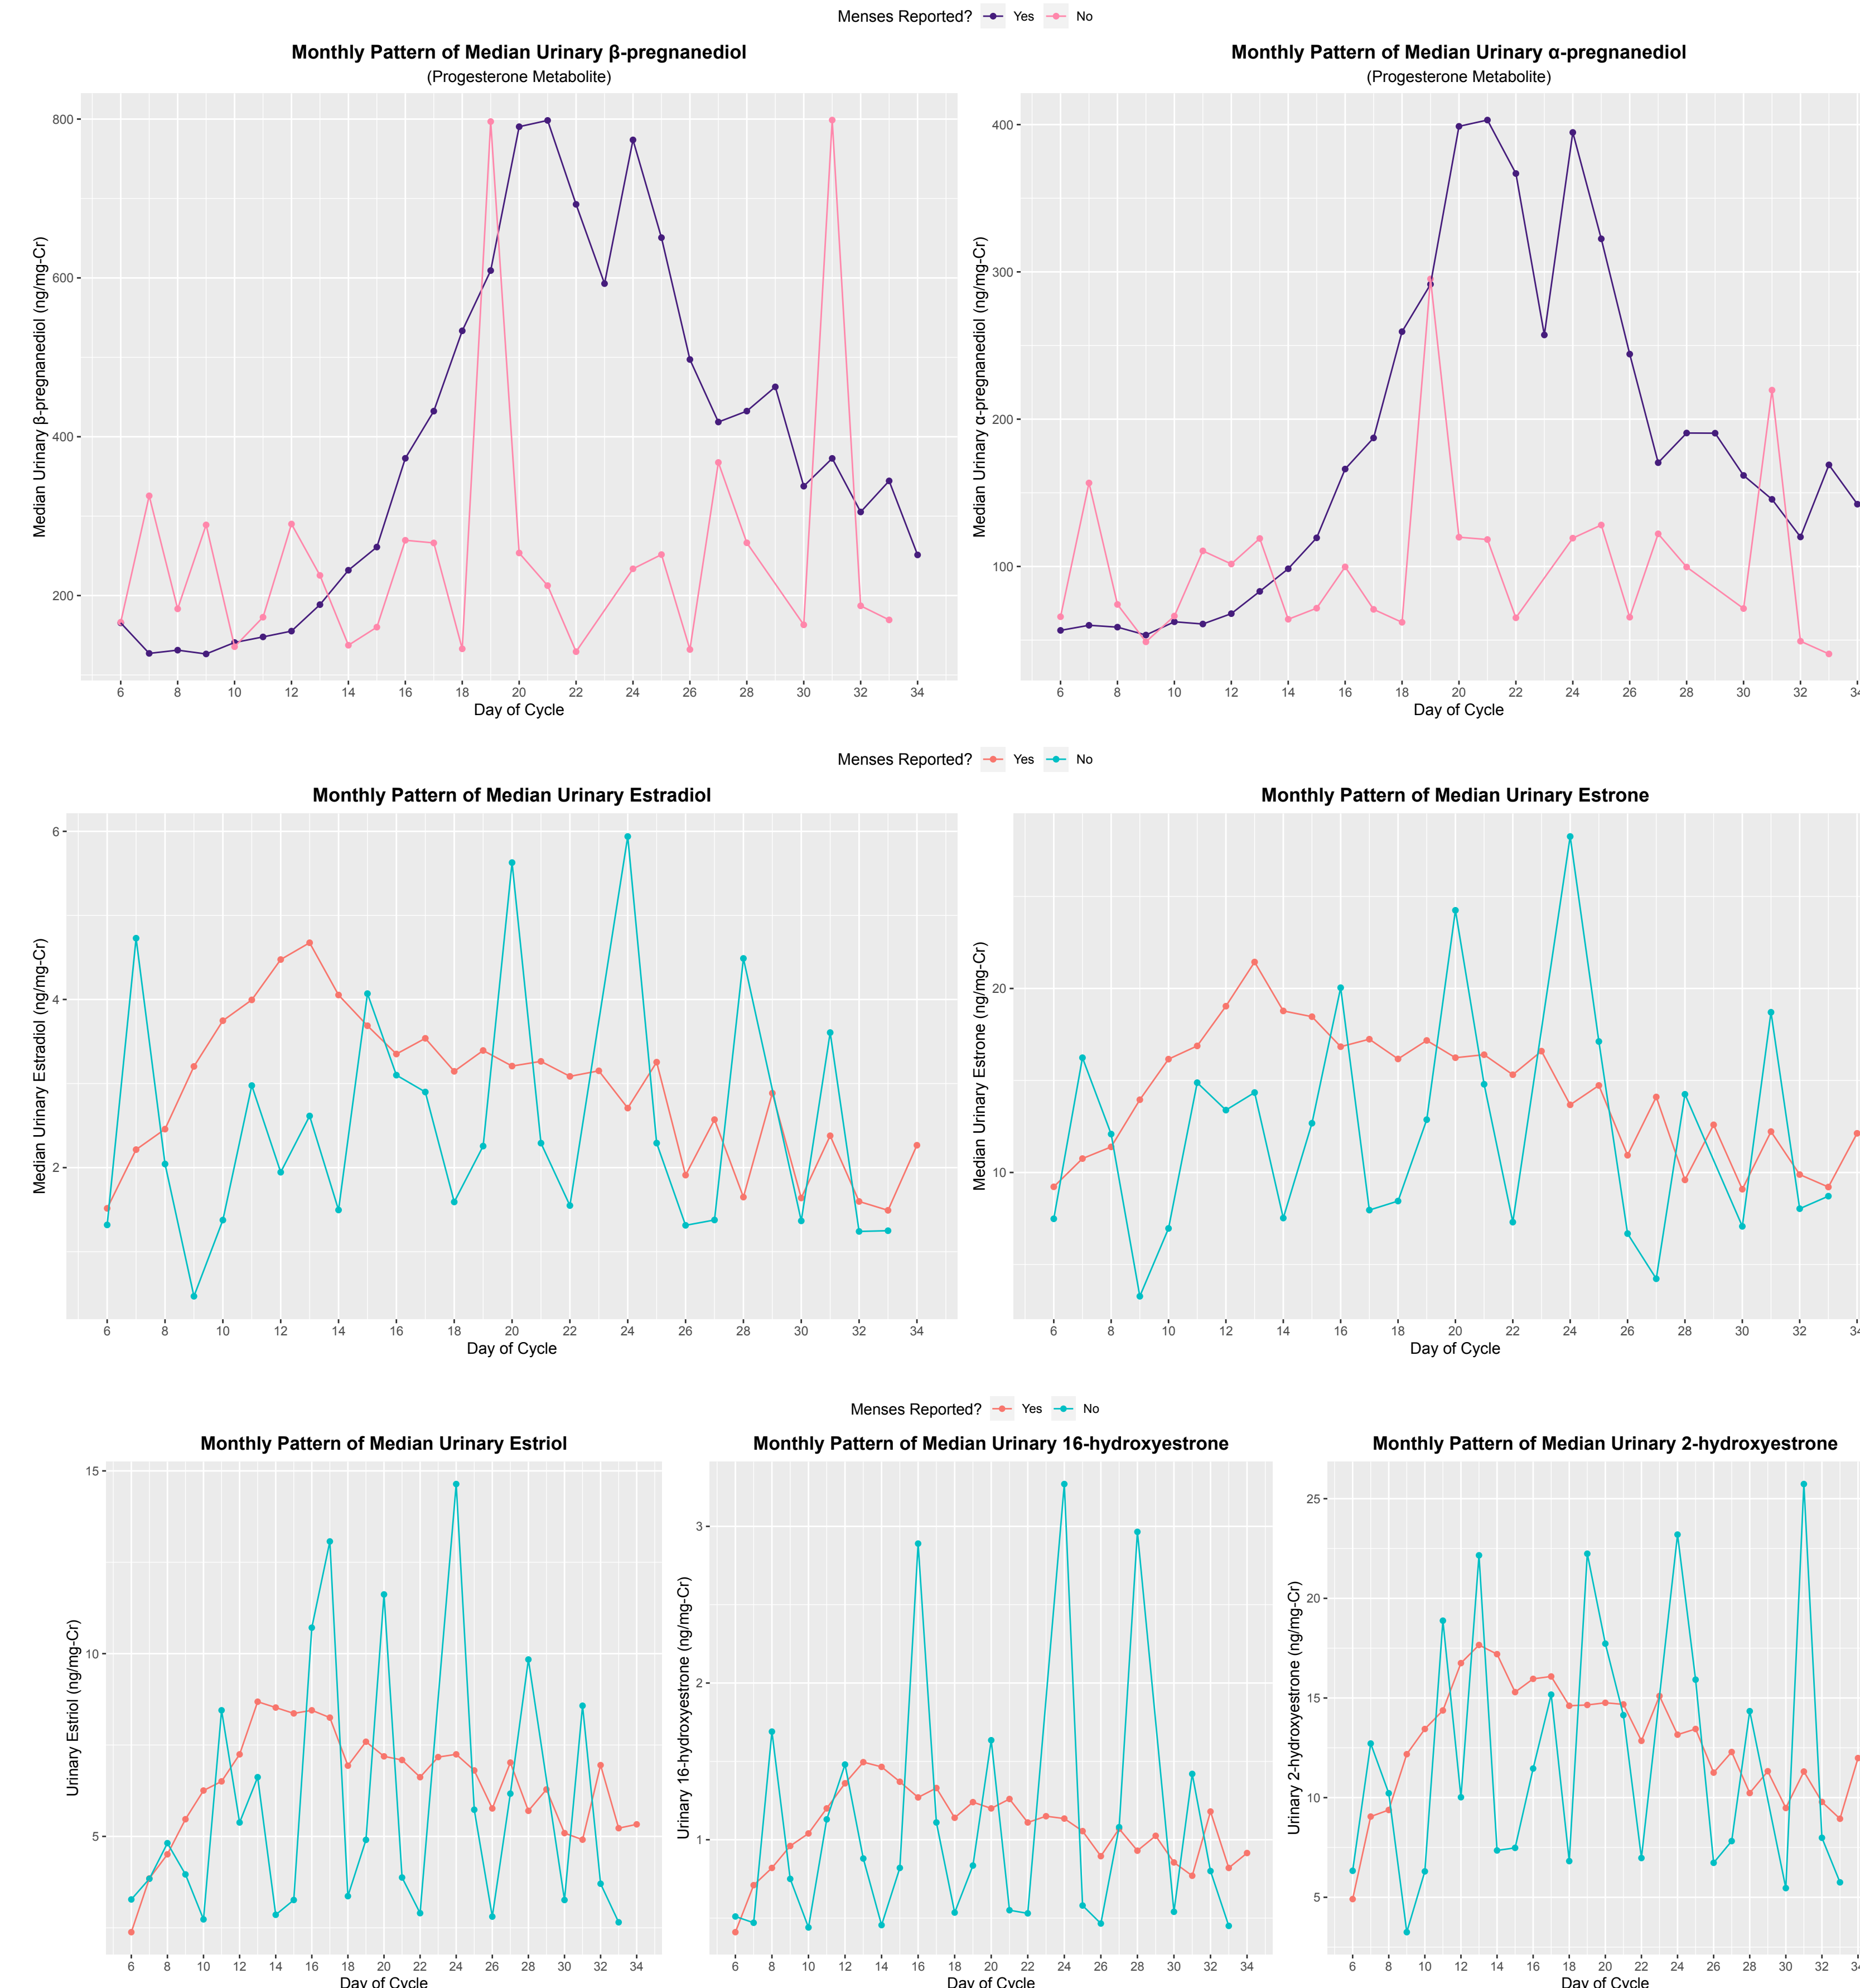 Menses Reported? Yes No
Monthly Pattern of Median Urinary β-pregnanediol
(Progesterone Metabolite)
Median Urinary β-pregnanediol (ng/mg-Cr)
800
600
400
200
6 8 10 12 14 16 18 20 22 24 26 28 30 32 34
Day of Cycle
Monthly Pattern of Median Urinary α-pregnanediol
(Progesterone Metabolite)
Median Urinary α-pregnanediol (ng/mg-Cr)
400
300
200
100
6 8 10 12 14 16 18 20 22 24 26 28 30 32 34
Day of Cycle
Menses Reported? Yes No
Monthly Pattern of Median Urinary Estradiol
Median Urinary Estradiol (ng/mg-Cr)
6
4
2
6 8 10 12 14 16 18 20 22 24 26 28 30 32 34
Day of Cycle
Monthly Pattern of Median Urinary Estrone
Median Urinary Estrone (ng/mg-Cr)
20
10
6 8 10 12 14 16 18 20 22 24 26 28 30 32 34
Day of Cycle
Menses Reported? Yes No
Monthly Pattern of Median Urinary Estriol
Urinary Estriol (ng/mg-Cr)
15
10
5
6 8 10 12 14 16 18 20 22 24 26 28 30 32 34
Day of Cycle
Monthly Pattern of Median Urinary 16-hydroxyestrone
Urinary 16-hydroxyestrone (ng/mg-Cr)
3
2
1
6 8 10 12 14 16 18 20 22 24 26 28 30 32 34
Day of Cycle
Monthly Pattern of Median Urinary 2-hydroxyestrone
Urinary 2-hydroxyestrone (ng/mg-Cr)
25
20
15
10
5
6 8 10 12 14 16 18 20 22 24 26 28 30 32 34
Day of Cycle